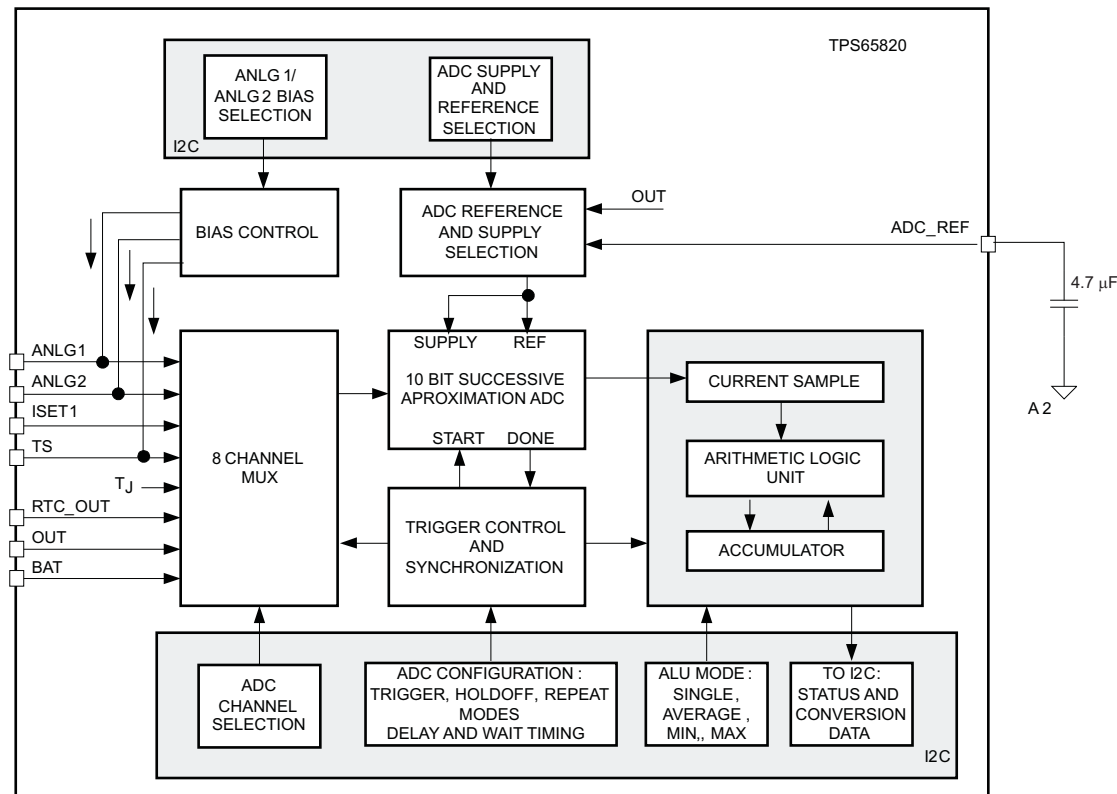 TPS65820
ANLG 1/
ANLG 2 BIAS
SELECTION
ADC SUPPLY
AND
REFERENCE
SELECTION
I2C
BIAS CONTROL
ADC REFERENCE
AND SUPPLY
SELECTION
OUT
ADC_REF
4.7 μF
A 2
ANLG1
ANLG2
ISET1
TS
TJ
RTC_OUT
OUT
BAT
8 CHANNEL
MUX
SUPPLY REF
10 BIT SUCCESSIVE
APROXIMATION ADC
START DONE
TRIGGER CONTROL
AND
SYNCHRONIZATION
CURRENT SAMPLE
ARITHMETIC LOGIC
UNIT
ACCUMULATOR
ADC
CHANNEL
SELECTION
ADC CONFIGURATION :
TRIGGER, HOLDOFF, REPEAT
MODES
DELAY AND WAIT TIMING
ALU MODE :
SINGLE ,
AVERAGE ,
MIN,, MAX
TO I2C:
STATUS AND
CONVERSION
DATA
I2C